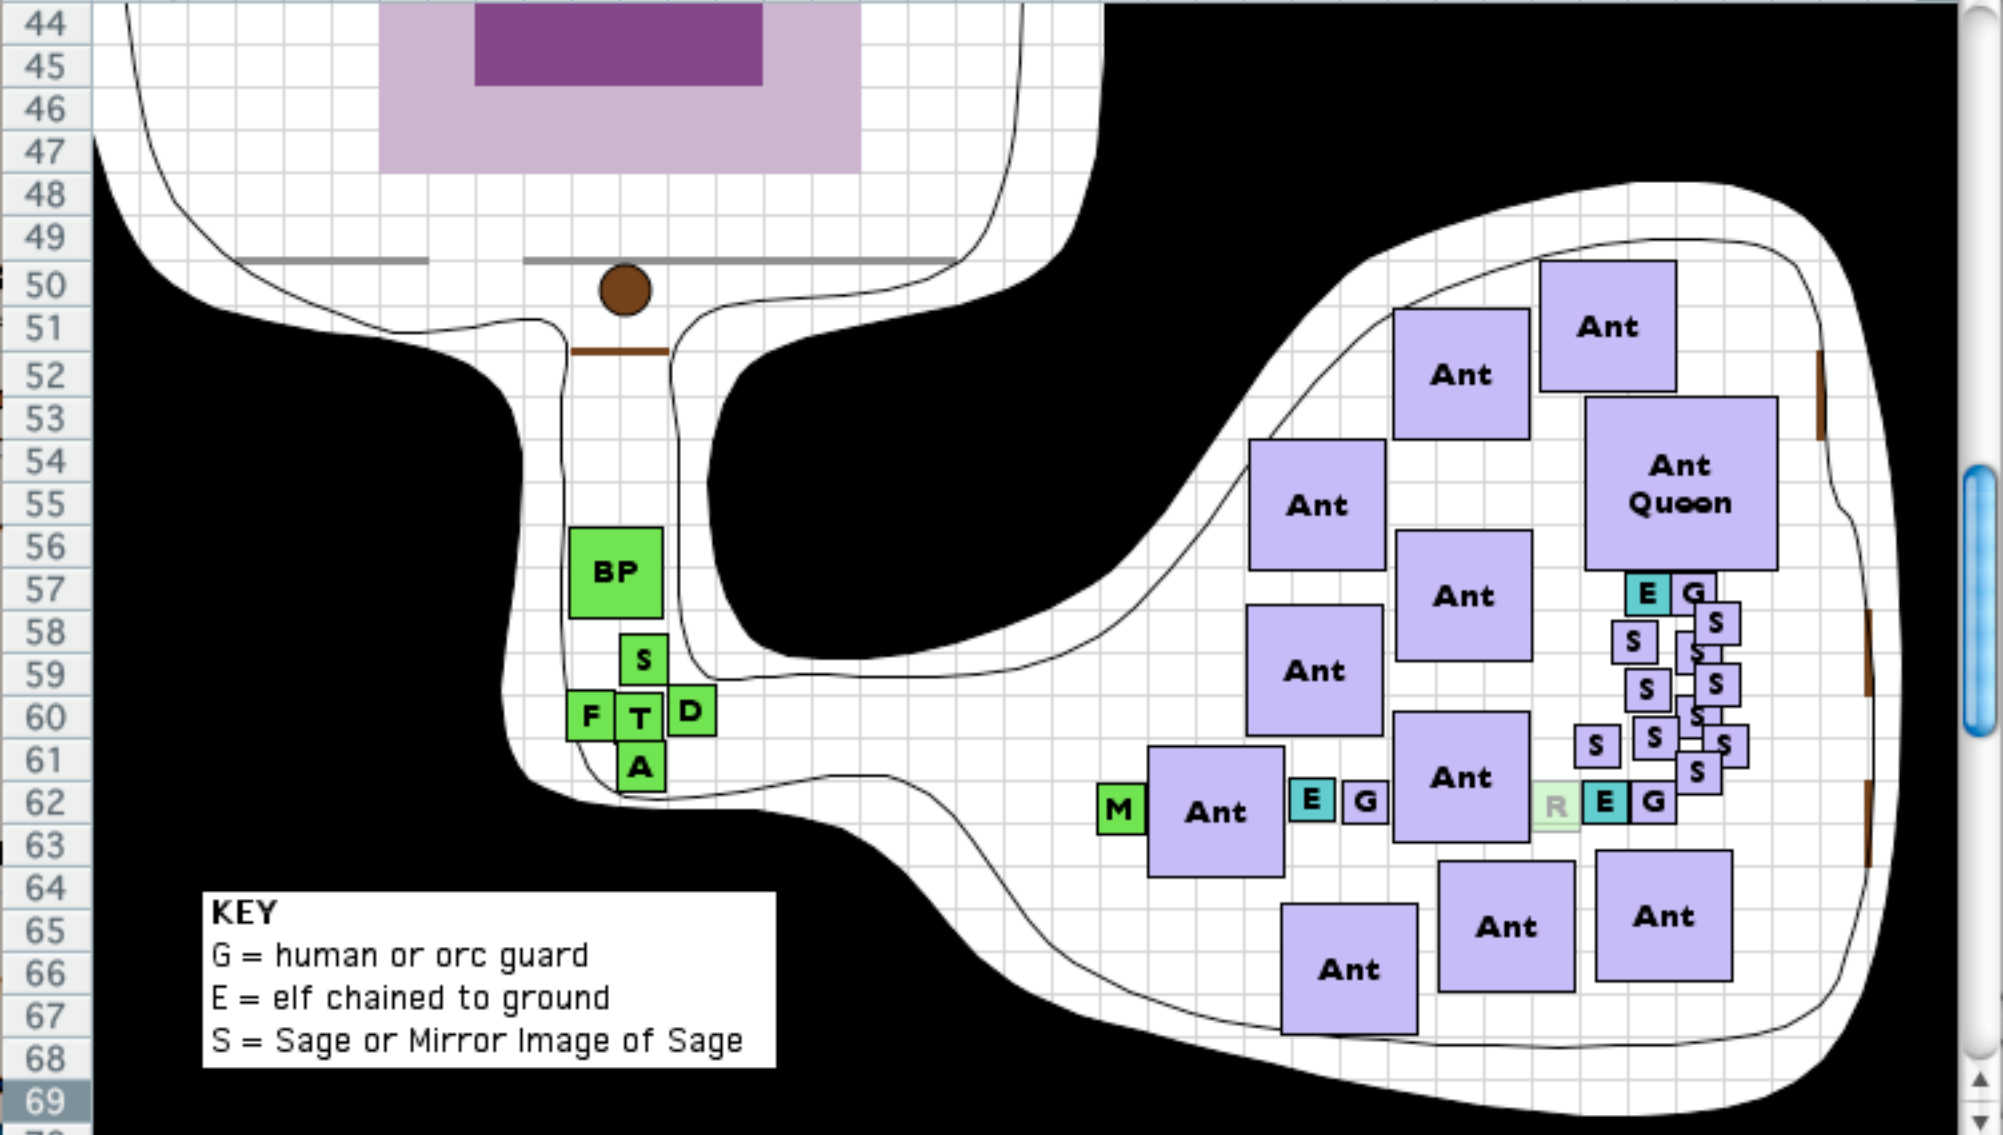 44
45
46
47
48
49
50
51
52
53
54
55
56
57
58
59
60
61
62
63
64
65
66
67
68
69
Ant
Ant
Ant
Queen
Ant
Ant
BP
E G
S
S
S
S
Ant
S
S
F T D
S
S
S
S
A
S
Ant
M Ant E G R E G
Ant
Ant
Ant
KEY
G = human or orc guard
E = elf chained to ground
S = Sage or Mirror Image of Sage